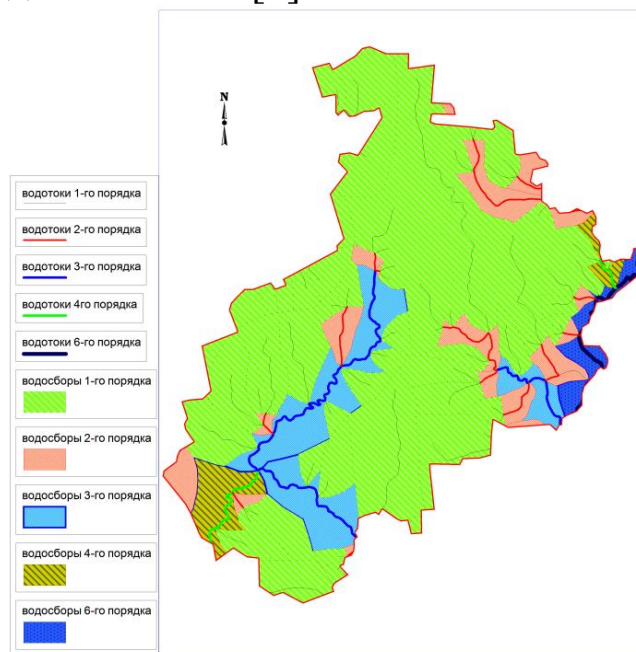 N
водотоки 1-го порядка
водотоки 2-го порядка
водотоки 3-го порядка
водотоки 4го порядка
водотоки 6-го порядка
водосборы 1-го порядка
водосборы 2-го порядка
водосборы 3-го порядка
водосборы 4-го порядка
водосборы 6-го порядка